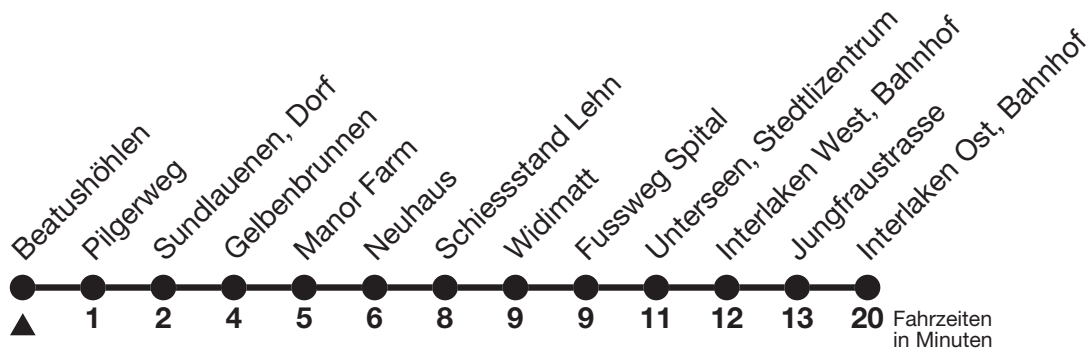 Beatushöhlen
Pilgerweg
Sundlauenen, Dorf
Gelbenbrunnen
Manor Farm
Neuhaus
Schiessstand Lehn
Widimatt
Fussweg Spital
Unterseen, Stedtlizentrum
Interlaken West, Bahnhof
Jungfraustrasse
Interlaken Ost, Bahnhof
1 2 4 5 6 8 9 9 11 12 13 20 Fahrzeiten
in Minuten